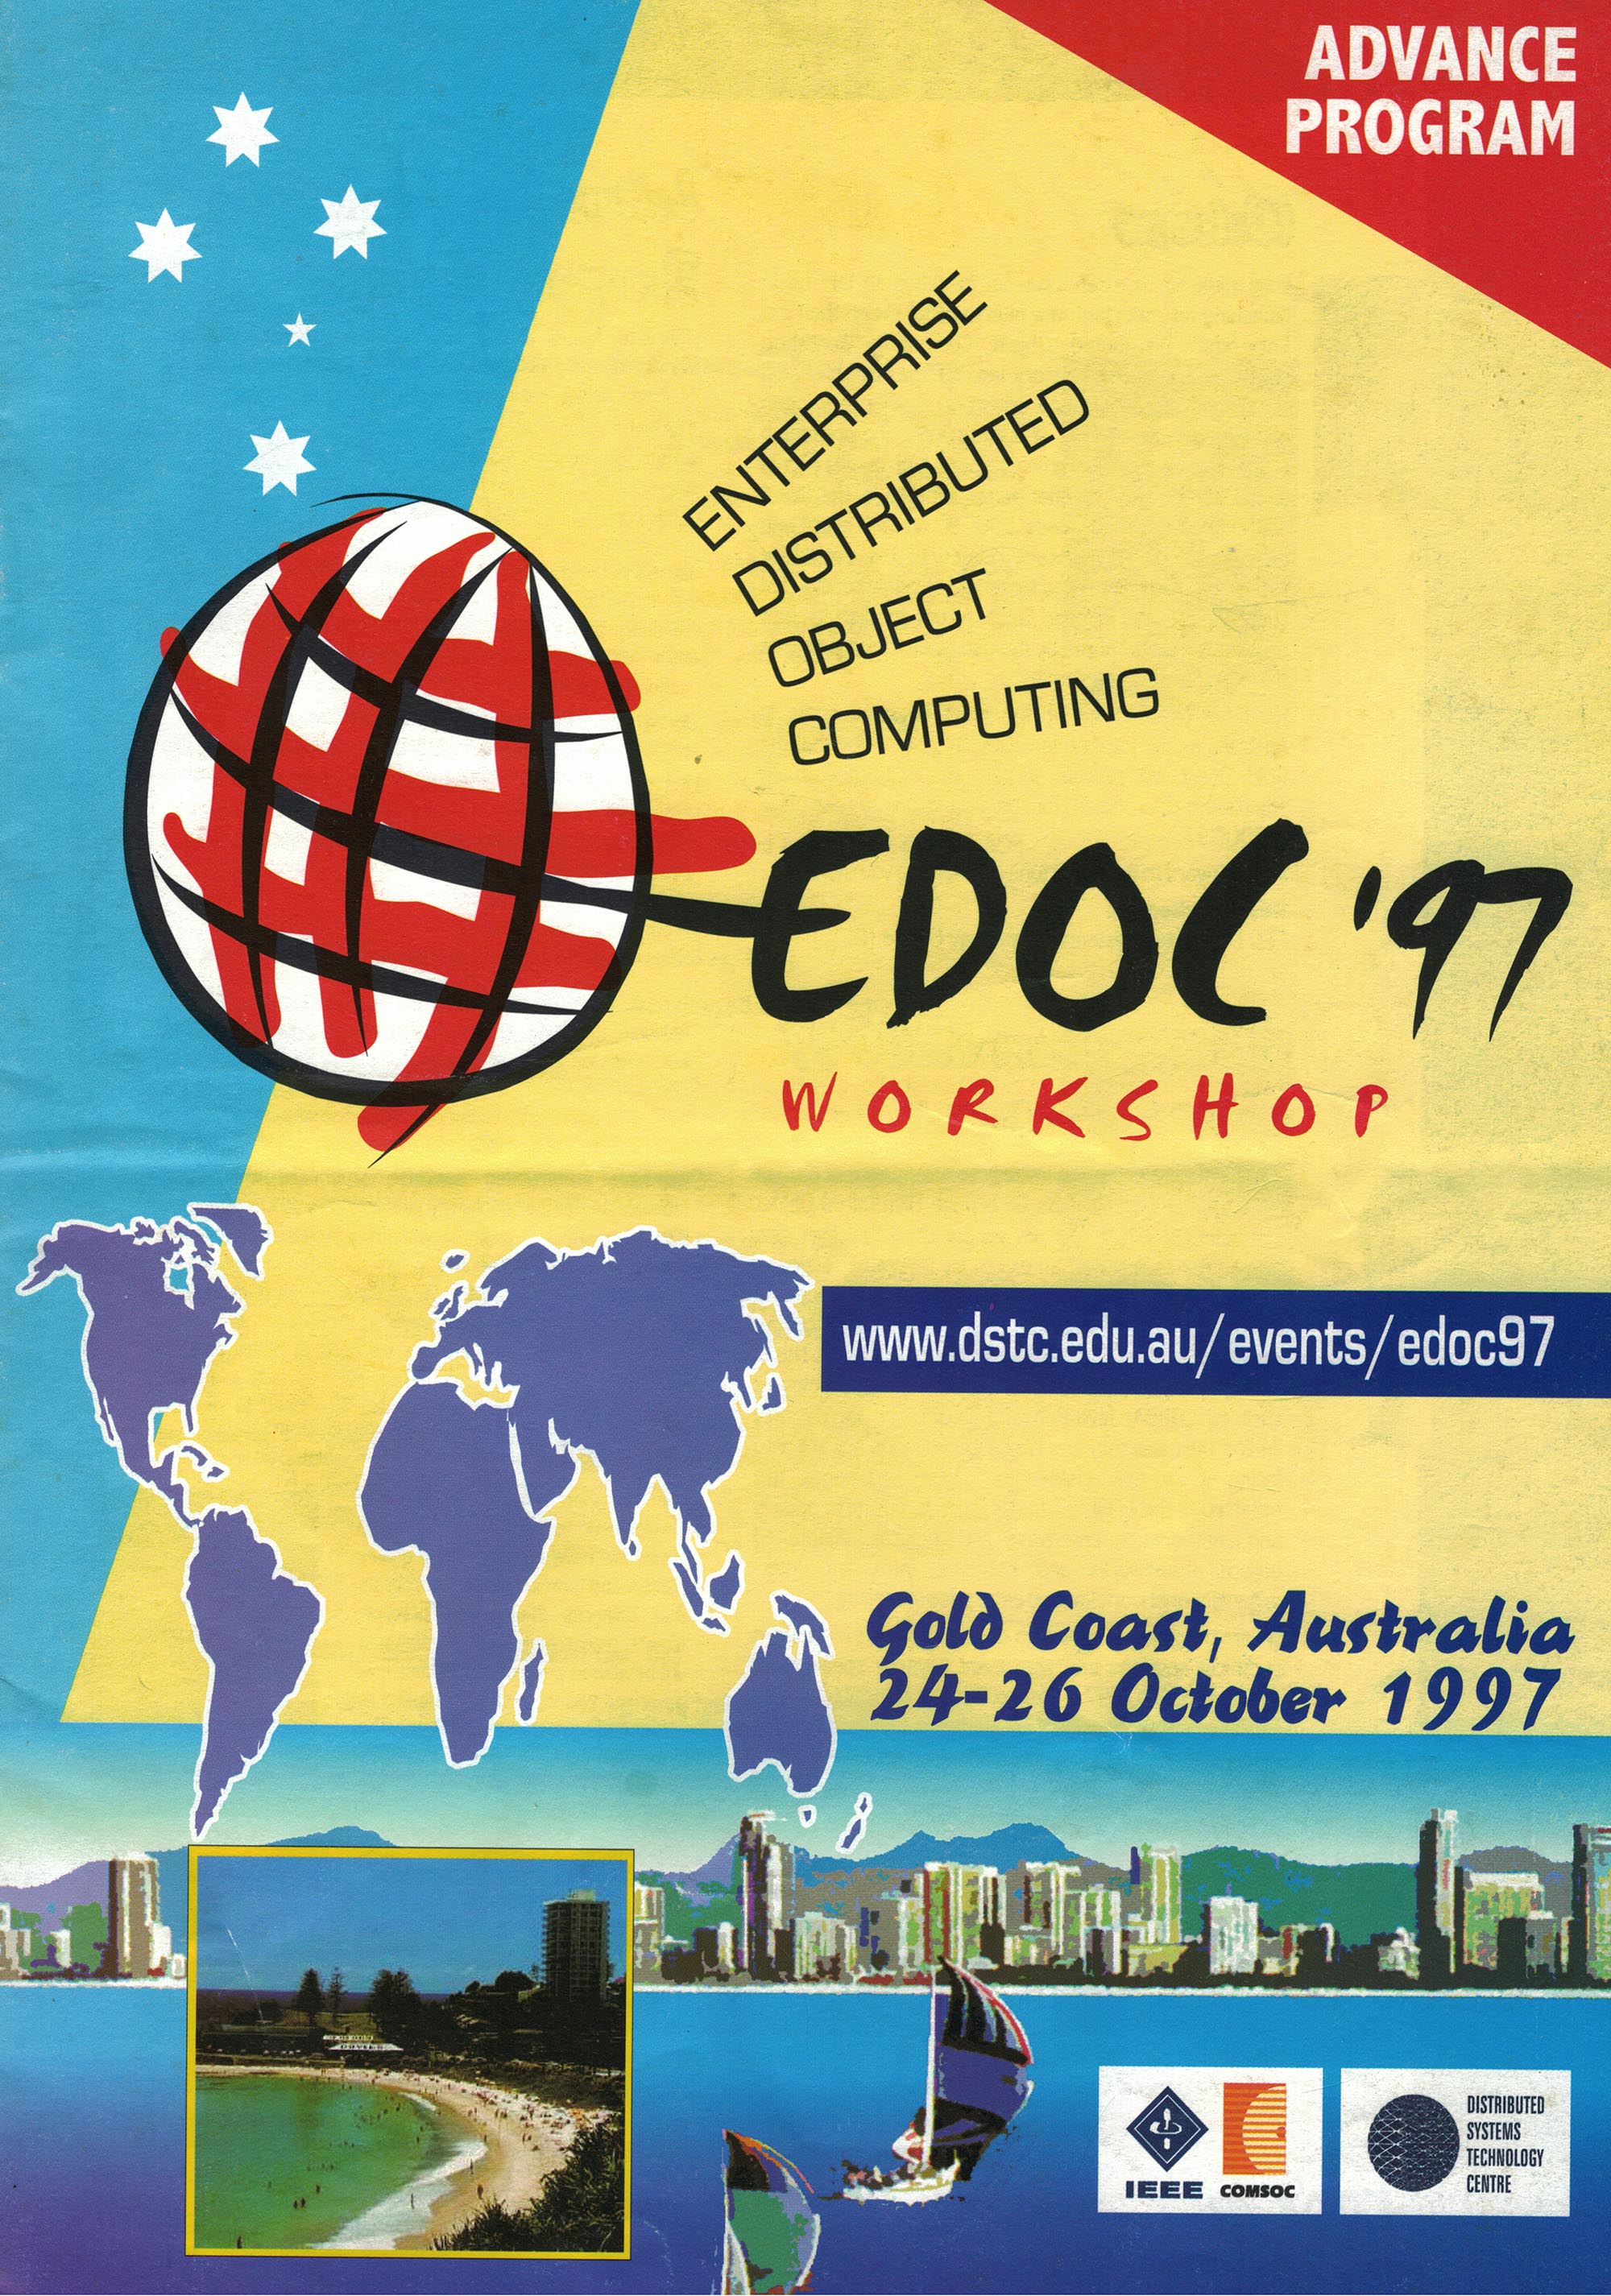 ADVANCE
PROGRAM
ENTERPRISE
DISTRIBUTED
OBJECT
COMPUTING
EDOC '97
WORKSHOP
www.dstc.edu.au/events/edoc97
Gold Coast, Australia
24-26 October 1997
IEEE COMSOC
DISTRIBUTED
SYSTEMS
TECHNOLOGY
CENTRE